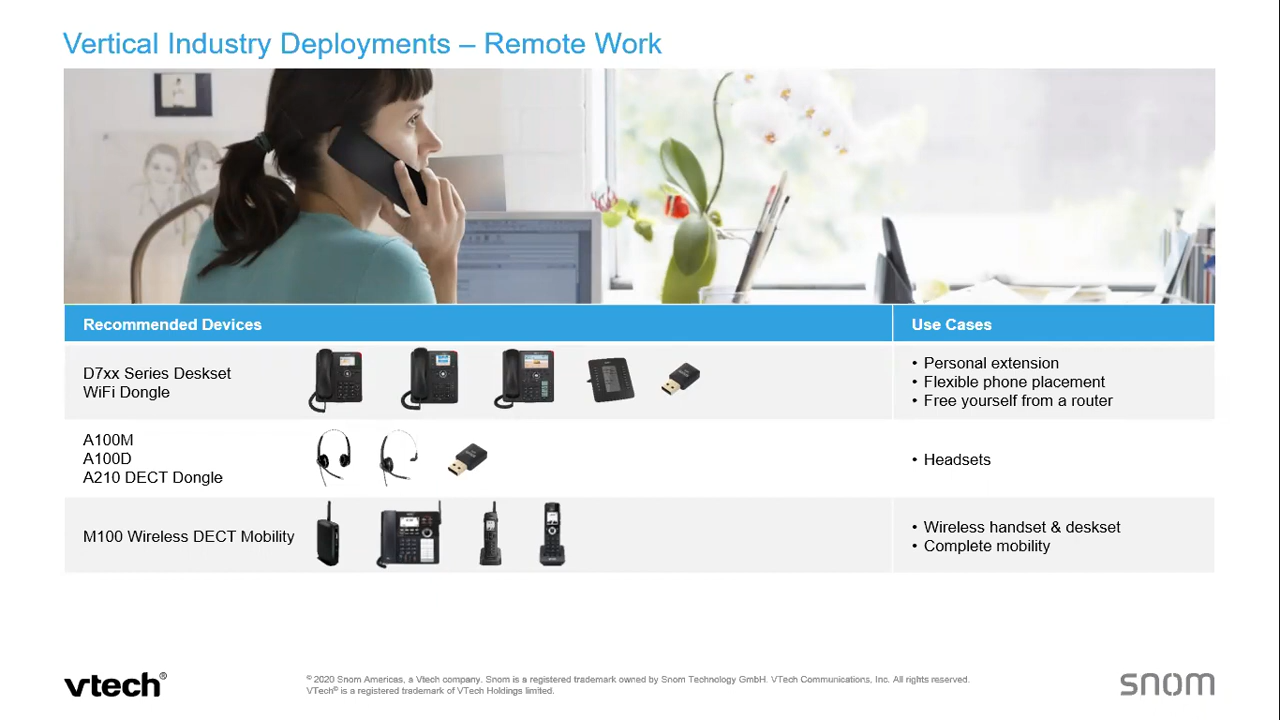 Vertical Industry Deployments – Remote Work
Recommended Devices
Use Cases
D7xx Series Deskset
WiFi Dongle
• Personal extension
• Flexible phone placement
• Free yourself from a router
A100M
A100D
A210 DECT Dongle
• Headsets
M100 Wireless DECT Mobility
• Wireless handset & deskset
• Complete mobility
vtech®
© 2020 Snom Americas, a Vtech company. Snom is a registered trademark owned by Snom Technology GmbH. VTech Communications, Inc. All rights reserved.
VTech® is a registered trademark of VTech Holdings limited.
snom